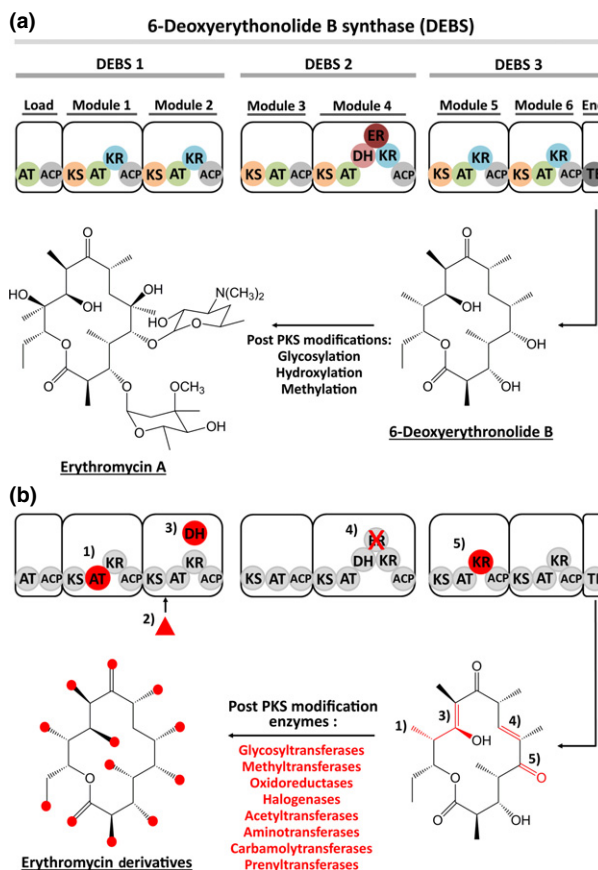 (a)
6-Deoxyerythonolide B synthase (DEBS)
DEBS 1 DEBS 2 DEBS 3
Load Module 1 Module 2 Module 3 Module 4 Module 5 Module 6 En
ER
KR KR DH KR KR KR
AT ACP KS AT ACP KS AT ACP KS AT ACP KS AT ACP KS AT ACP KS AT ACP TE
O
HO OH
OH
HO
N(CH3)2
O
O
O
O
O
OCH3
O
OH
Erythromycin A
Post PKS modifications:
Glycosylation
Hydroxylation
Methylation
O
OH
O
OH
O
OH
6-Deoxyerythronolide B
(b)
3) DH
4) ER
1) KR KR DH KR 5) KR KR
AT ACP KS AT ACP KS AT ACP KS AT ACP KS AT ACP KS AT ACP KS AT ACP TE
2)
O
O
Post PKS modification
enzymes :
Glycosyltransferases
Methyltransferases
Oxidoreductases
Halogenases
Acetyltransferases
Aminotransferases
Carbamolytransferases
Prenyltransferases
Erythromycin derivatives
O
1) 3) 4)
OH
5)
O
O
O
OH